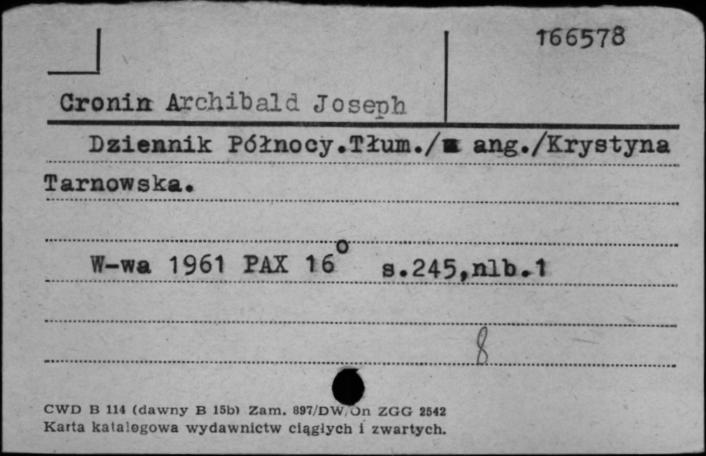 166578
Cronin Archibald Joseph
Dziennik Północy.Tłum./z ang./Krystyna
Tarnowska.
W-wa 1961 PAX 16° s.245,nlb.1
8
CWD B 114 (dawny B 15b) Zam. 897/DW/On ZGG 2542
Karta katalogowa wydawnictw ciągłych i zwartych.